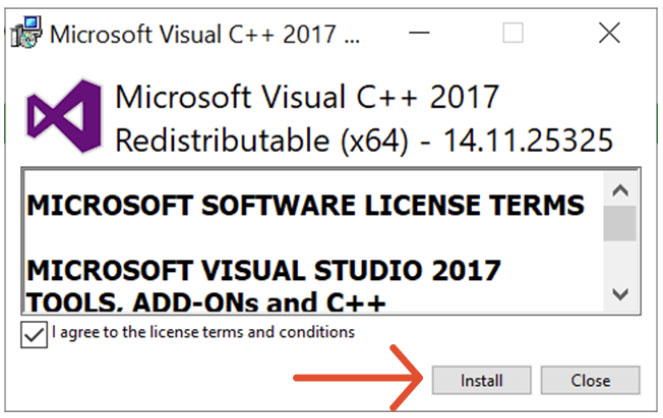 Microsoft Visual C++ 2017 ...
Microsoft Visual C++ 2017
Redistributable (x64) - 14.11.25325
MICROSOFT SOFTWARE LICENSE TERMS
MICROSOFT VISUAL STUDIO 2017
TOOLS, ADD-ONs and C++
I agree to the license terms and conditions
Install Close